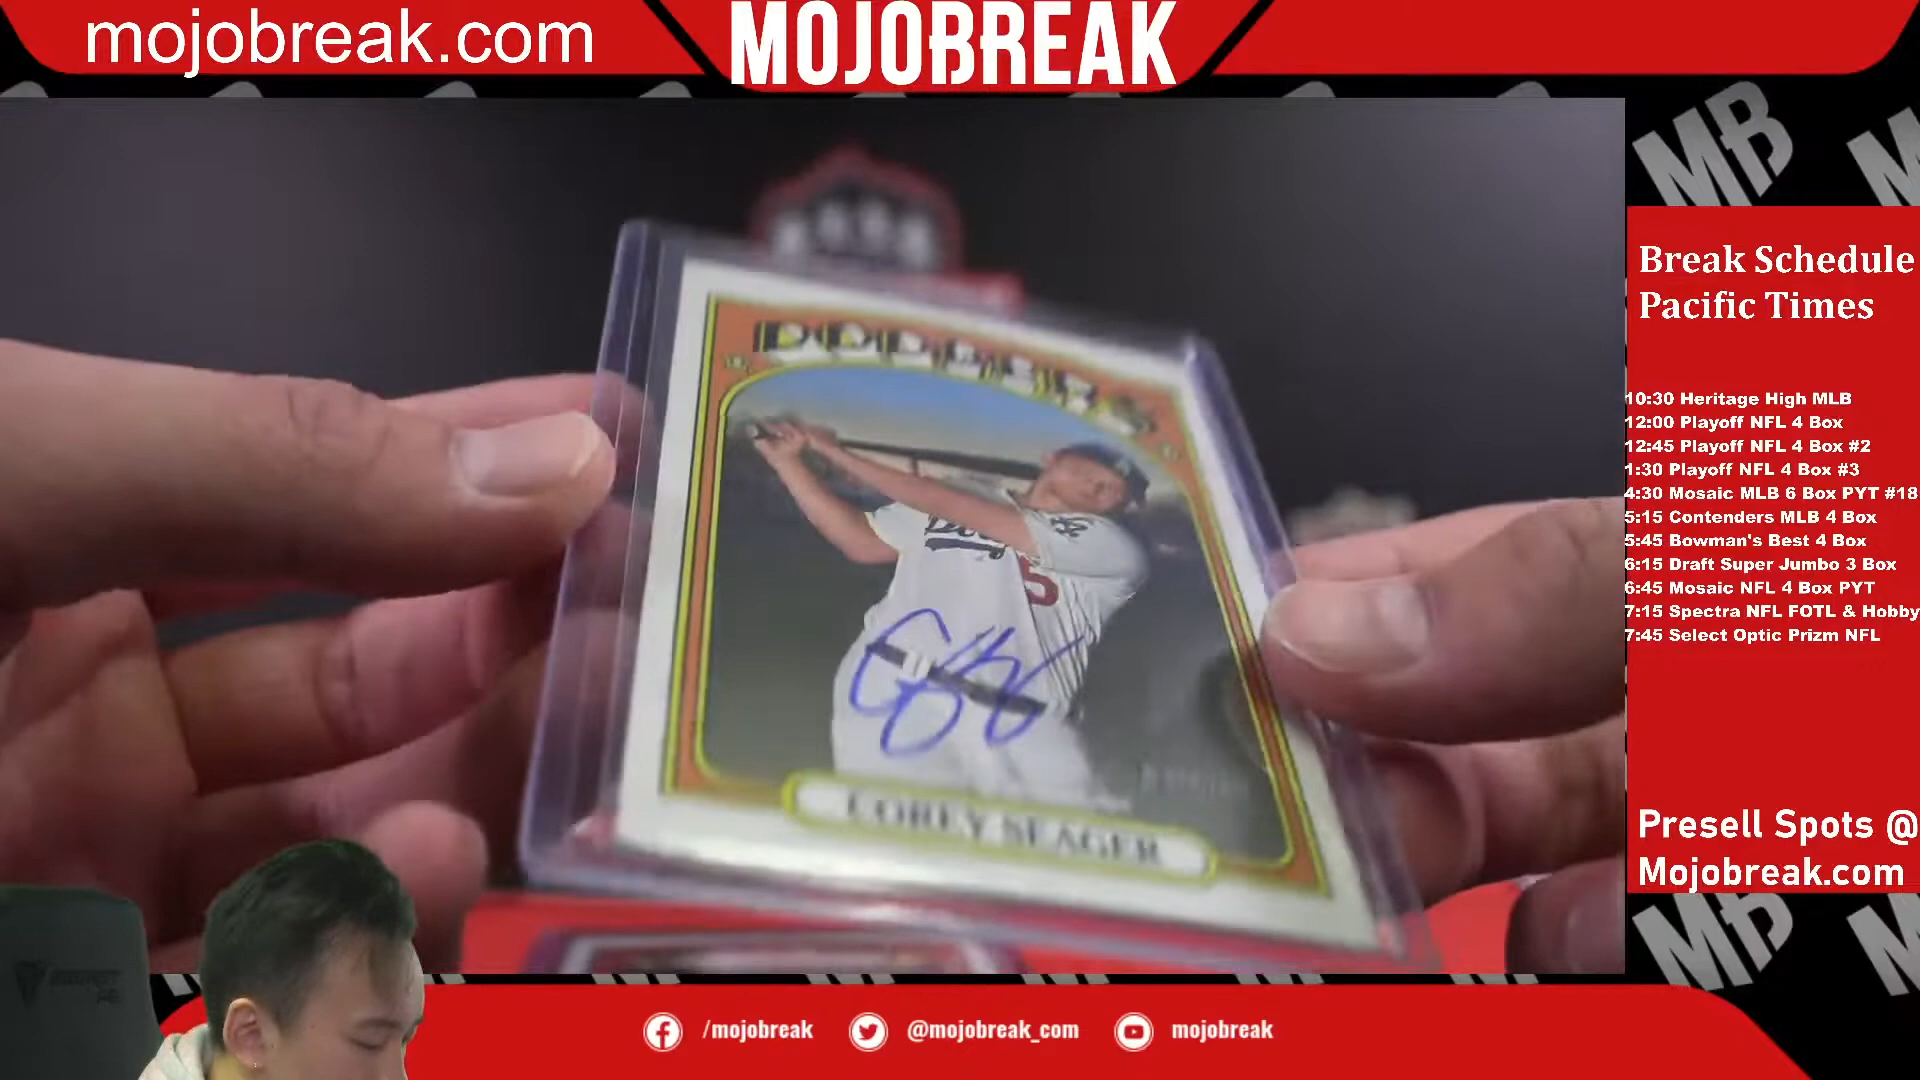 mojobreak.com
MOJOBREAK
MB
Break Schedule
Pacific Times
10:30 Heritage High MLB
12:00 Playoff NFL 4 Box
12:45 Playoff NFL 4 Box #2
1:30 Playoff NFL 4 Box #3
4:30 Mosaic MLB 6 Box PYT #18
5:15 Contenders MLB 4 Box
5:45 Bowman's Best 4 Box
6:15 Draft Super Jumbo 3 Box
6:45 Mosaic NFL 4 Box PYT
7:15 Spectra NFL FOTL & Hobby
7:45 Select Optic Prizm NFL
DODGERS
Dodgers
5
COREY SEAGER
Presell Spots @
Mojobreak.com
MB
/mojobreak
@mojobreak_com
mojobreak